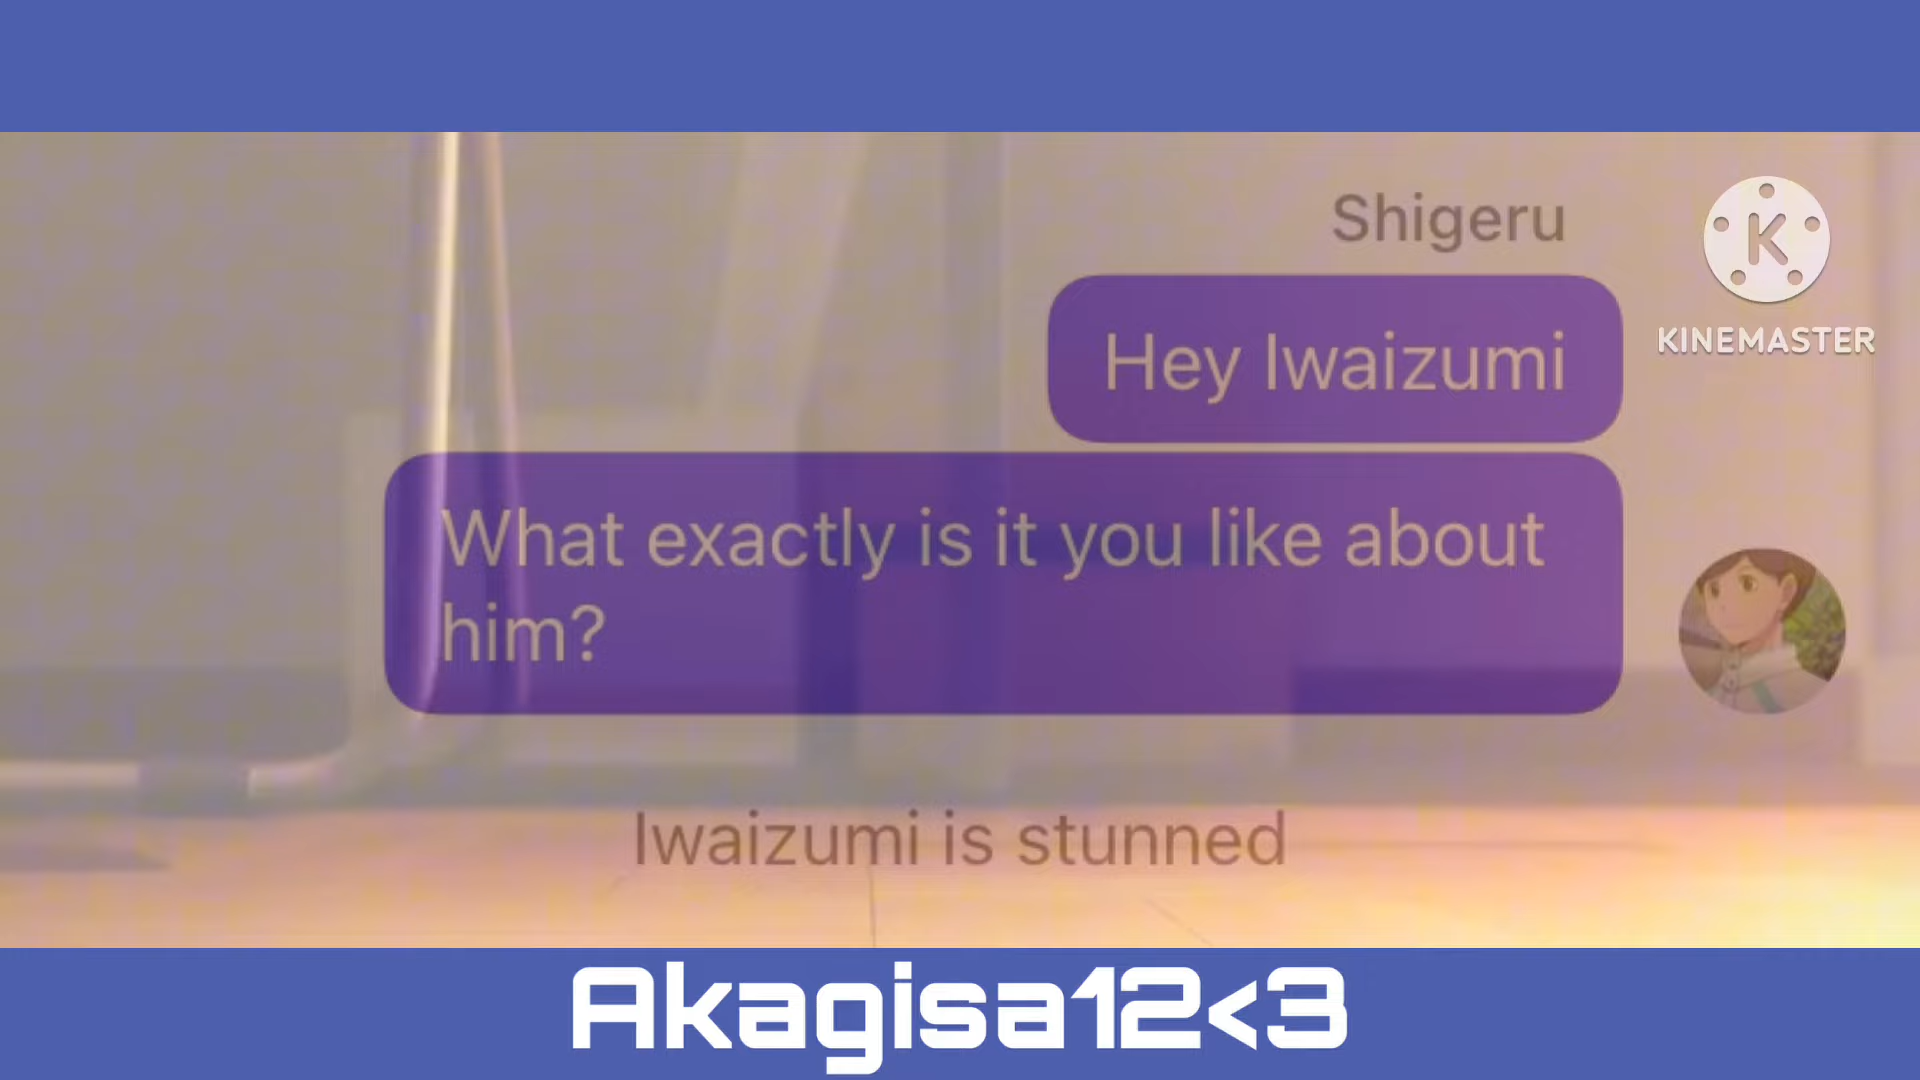 Shigeru
K
KINEMASTER
Hey Iwaizumi
What exactly is it you like about
him?
Iwaizumi is stunned
Akagisa12<3